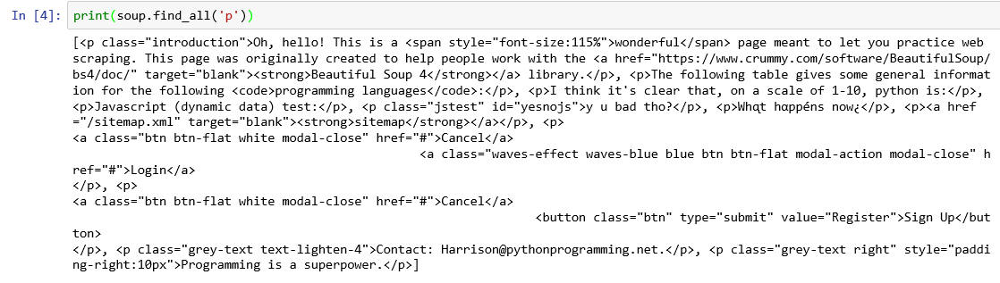 In [4]: print(soup.find_all('p'))
[<p class="introduction">Oh, hello! This is a <span style="font-size:115%">wonderful</span> page meant to let you practice web
scraping. This page was originally created to help people work with the <a href="https://www.crummy.com/software/BeautifulSoup/
bs4/doc/" target="blank"><strong>Beautiful Soup 4</strong></a> library.</p>, <p>The following table gives some general informat
ion for the following <code>programming languages</code>:</p>, <p>I think it's clear that, on a scale of 1-10, python is:</p>,
<p>Javascript (dynamic data) test:</p>, <p class="jstest" id="yesnojs">y u bad tho?</p>, <p>Whąt hαppéns now¿</p>, <p><a href
="/sitemap.xml" target="blank"><strong>sitemap</strong></a></p>, <p>
<a class="btn btn-flat white modal-close" href="#">Cancel</a>
<a class="waves-effect waves-blue blue btn btn-flat modal-action modal-close" h
ref="#">Login</a>
</p>, <p>
<a class="btn btn-flat white modal-close" href="#">Cancel</a>
<button class="btn" type="submit" value="Register">Sign Up</but
ton>
</p>, <p class="grey-text text-lighten-4">Contact: Harrison@pythonprogramming.net.</p>, <p class="grey-text right" style="paddi
ng-right:10px">Programming is a superpower.</p>]